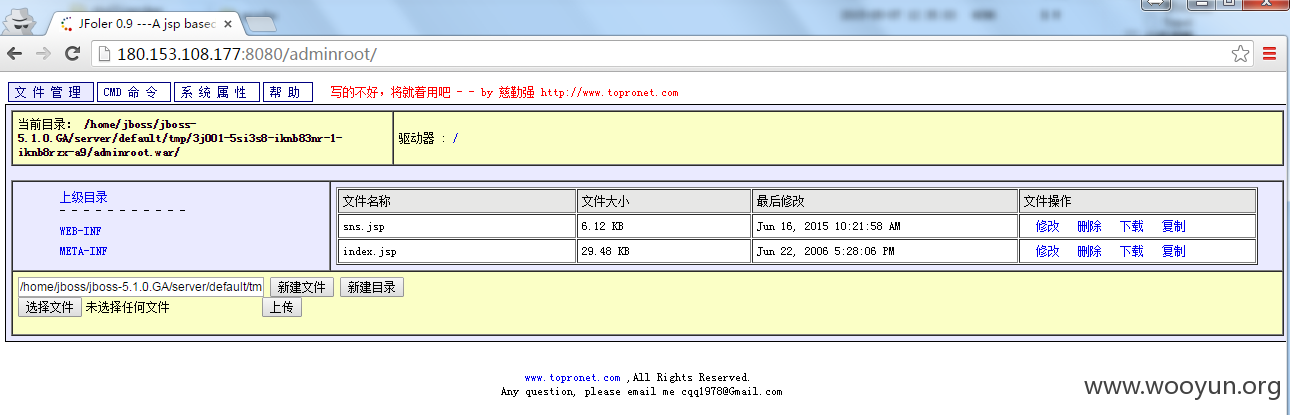 JFoler 0.9 ---A jsp based
180.153.108.177:8080/adminroot/
文件管理 CMD 命令 系统属性 帮助 写的不好，将就着用吧 - - by 慈勤强 http://www.topronet.com
当前目录: /home/jboss/jboss-
5.1.0.GA/server/default/tmp/3j001-5si3s8-iknb83nr-1-
iknb8rzx-a9/adminroot.war/
驱动器 : /
上级目录
- - - - - - - - - - -
WEB-INF
META-INF
文件名称 文件大小 最后修改 文件操作
sns.jsp 6.12 KB Jun 16, 2015 10:21:58 AM 修改 删除 下载 复制
index.jsp 29.48 KB Jun 22, 2006 5:28:06 PM 修改 删除 下载 复制
/home/jboss/jboss-5.1.0.GA/server/default/tm 新建文件 新建目录
选择文件 未选择任何文件 上传
www.topronet.com ,All Rights Reserved.
Any question, please email me cqq1978@Gmail.com
www.wooyun.org